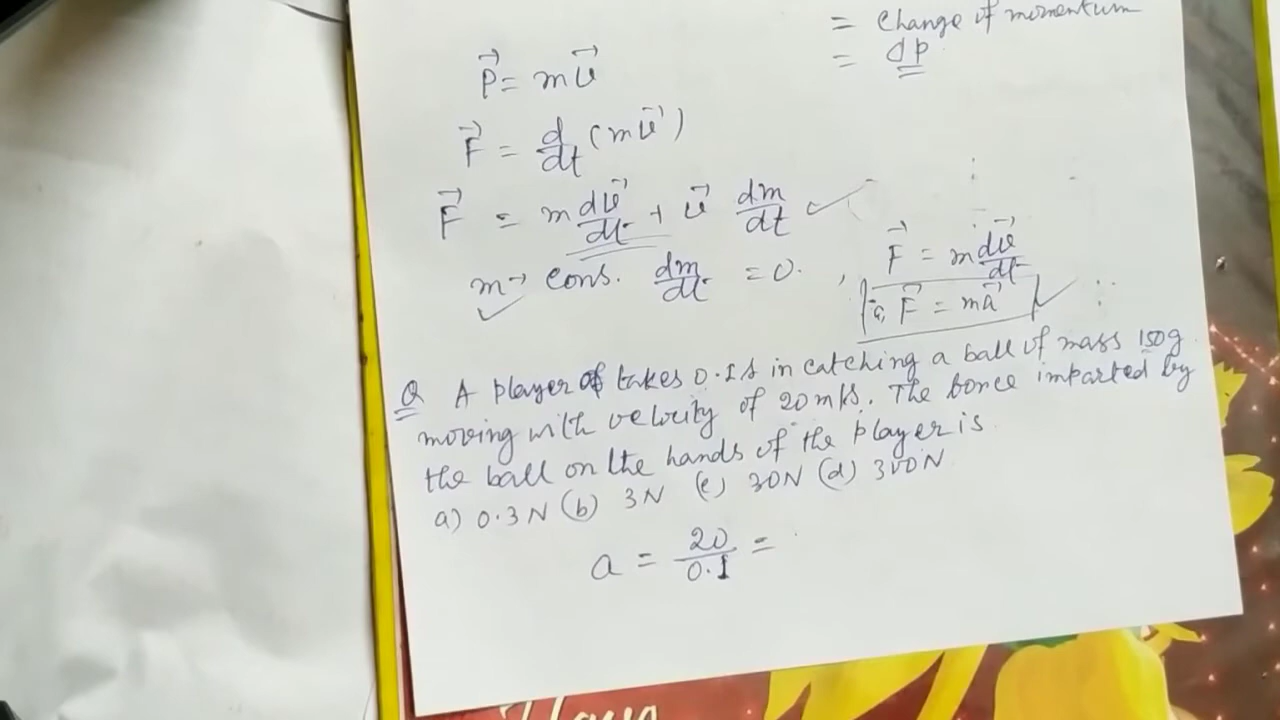 = Change of momentum
= dp
P⃗ = mv⃗
F⃗ = d/dt (mv⃗)
F⃗ = m dv⃗/dt + v⃗ dm/dt ✓
m → cons. dm/dt = 0. , F⃗ = m dv⃗/dt
F⃗ = ma⃗ ✓
Q A player of takes 0.1s in catching a ball of mass 150g
moving with velocity of 20m/s. The force imparted by
the ball on the hands of the player is
a) 0.3N (b) 3N (c) 30N (d) 300N
a = 20/0.1 =